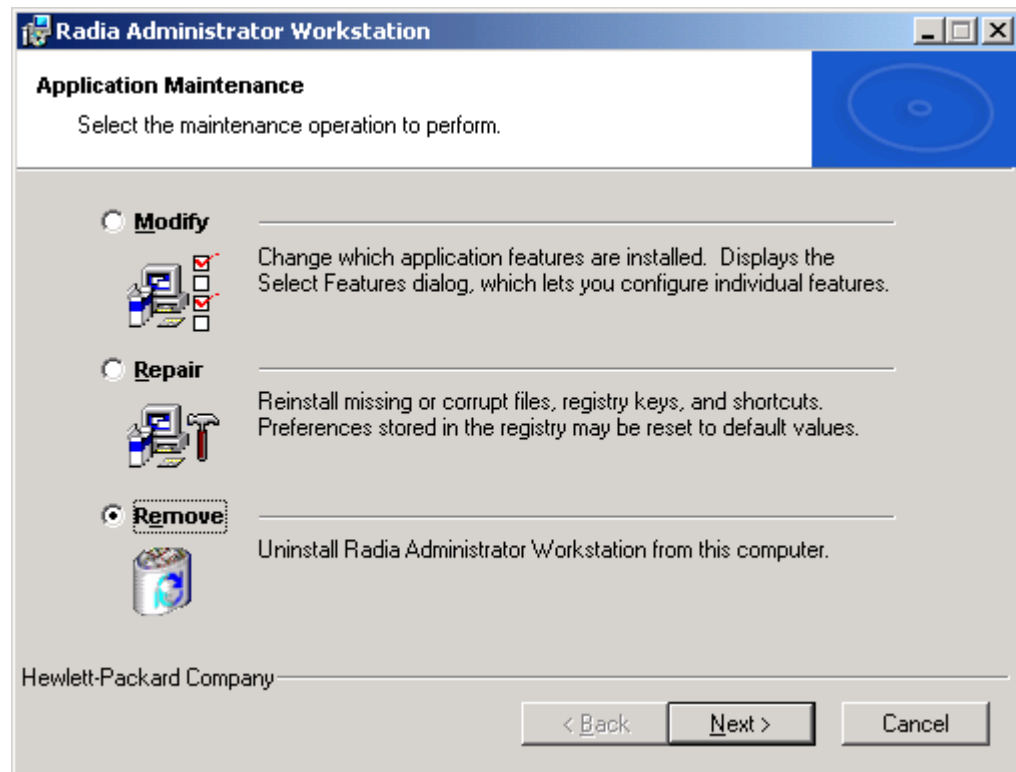 Radia Administrator Workstation
Application Maintenance
Select the maintenance operation to perform.
Modify
Change which application features are installed. Displays the
Select Features dialog, which lets you configure individual features.
Repair
Reinstall missing or corrupt files, registry keys, and shortcuts.
Preferences stored in the registry may be reset to default values.
Remove
Uninstall Radia Administrator Workstation from this computer.
Hewlett-Packard Company
< Back
Next >
Cancel